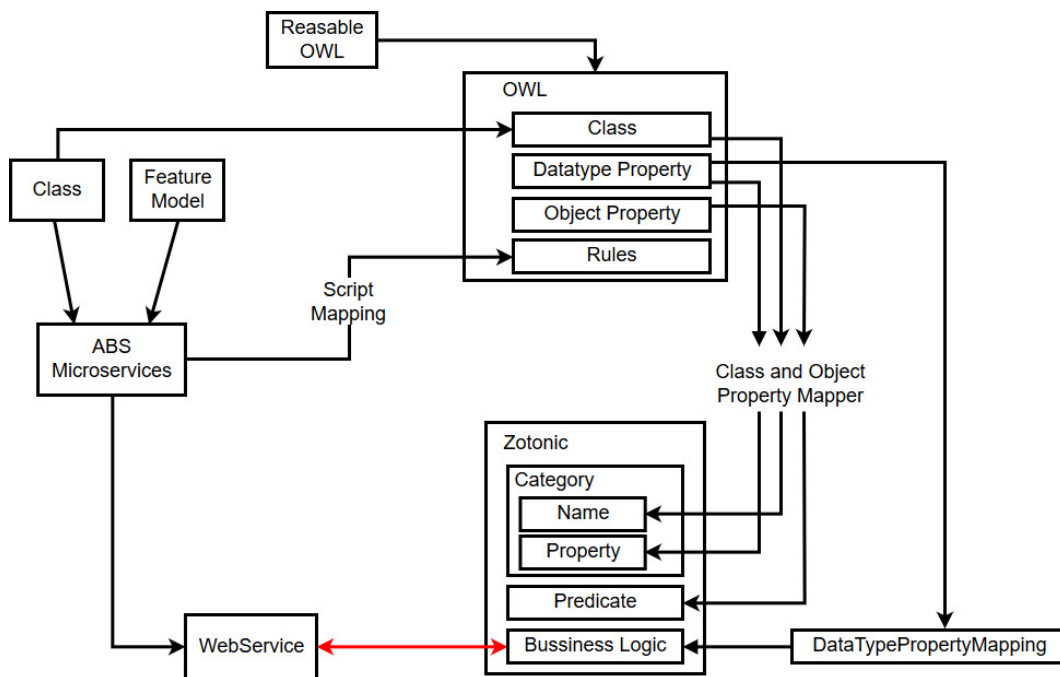 Reasable
OWL
OWL
Class
Datatype Property
Object Property
Rules
Class
Feature
Model
Script
Mapping
ABS
Microservices
Class and Object
Property Mapper
Zotonic
Category
Name
Property
Predicate
Bussiness Logic
WebService
DataTypePropertyMapping